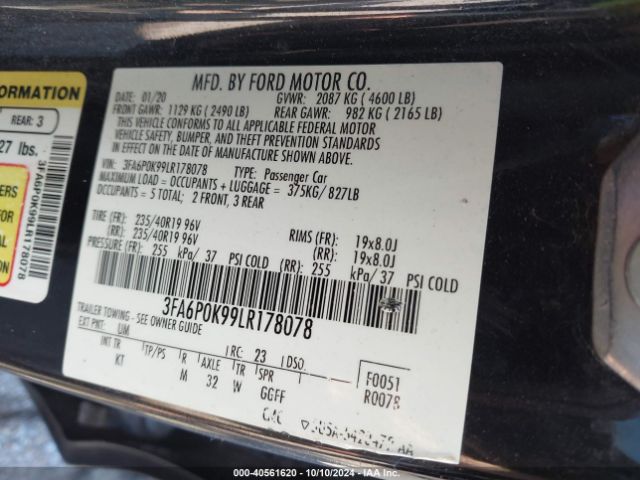 MFD. BY FORD MOTOR CO.
DATE: 01/20 GVWR: 2087 KG ( 4600 LB)
FRONT GAWR: 1129 KG ( 2490 LB) REAR GAWR: 982 KG ( 2165 LB)
THIS VEHICLE CONFORMS TO ALL APPLICABLE FEDERAL MOTOR
VEHICLE SAFETY, BUMPER, AND THEFT PREVENTION STANDARDS
IN EFFECT ON THE DATE OF MANUFACTURE SHOWN ABOVE.
VIN: 3FA6P0K99LR178078 TYPE: Passenger Car
MAXIMUM LOAD = OCCUPANTS + LUGGAGE = 375KG/ 827LB
OCCUPANTS = 5 TOTAL; 2 FRONT, 3 REAR
TIRE (FR): 235/40R19 96V RIMS (FR): 19x8.0J
(RR): 235/40R19 96V (RR): 19x8.0J
PRESSURE (FR): 255 kPa/ 37 PSI COLD (RR): 255 kPa/ 37 PSI COLD
3FA6P0K99LR178078
TRAILER TOWING - SEE OWNER GUIDE
EXT PNT: UM RC: 23 DSO:
INT TR TP/PS R AXLE TR SPR F0051
KT M 32 W GGFF R0078
ORMATION
REAR: 3
27 lbs.
ERS
FOR
AL
ON
3FA6P0K99LR178078
000-40561620 - 10/10/2024 - IAAI.COM